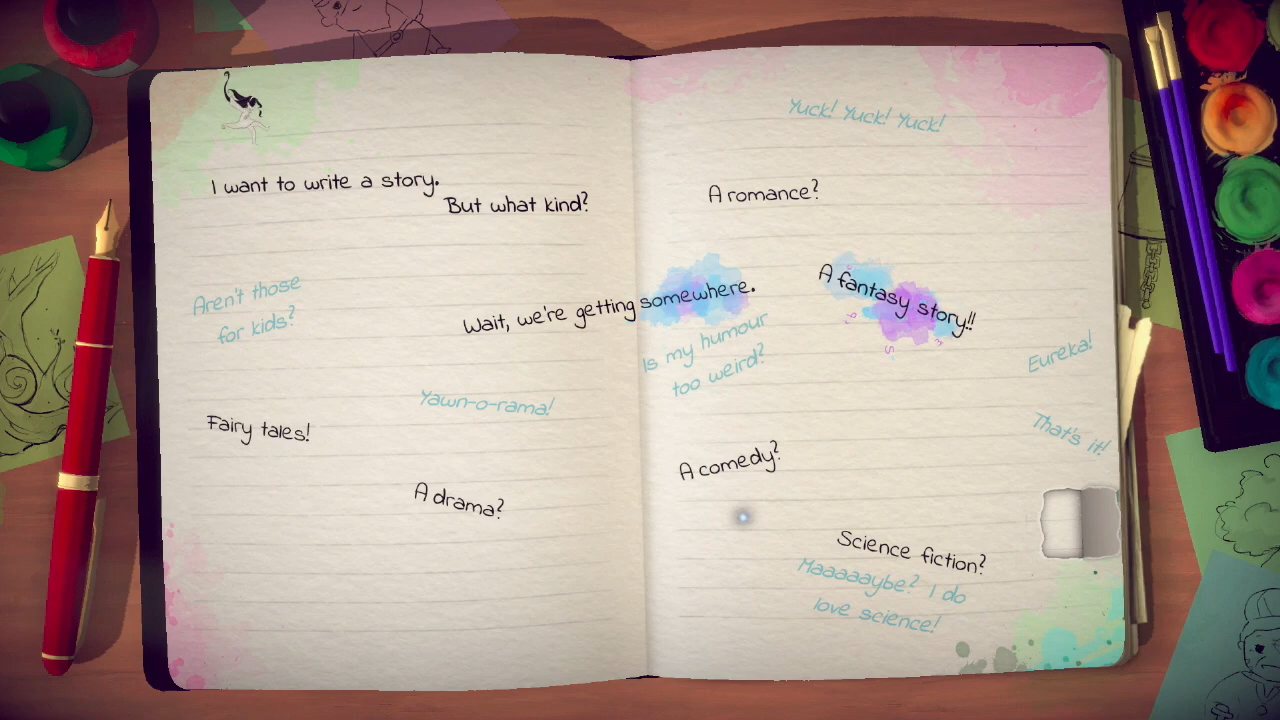 I want to write a story.
But what kind?
Aren't those
for kids?
Fairy tales!
Yawn-o-rama!
A drama?
Wait, we're getting somewhere.
Yuck! Yuck! Yuck!
A romance?
A fantasy story!!
Is my humour
too weird?
A comedy?
Eureka!
That's it!
Science fiction?
Maaaaaybe? I do
love science!